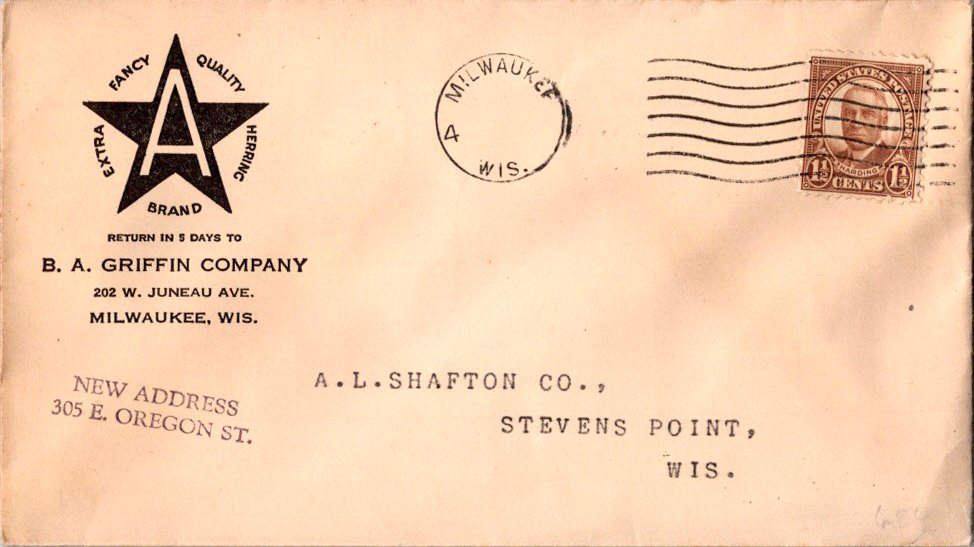 FANCY QUALITY
EXTRA HERRING
A
BRAND
RETURN IN 5 DAYS TO
B. A. GRIFFIN COMPANY
202 W. JUNEAU AVE.
MILWAUKEE, WIS.
NEW ADDRESS
305 E. OREGON ST.
MILWAUKEE
4
WIS.
UNITED STATES POSTAGE
HARDING
1½ CENTS 1½
A.L.SHAFTON CO.,
STEVENS POINT,
WIS.
684